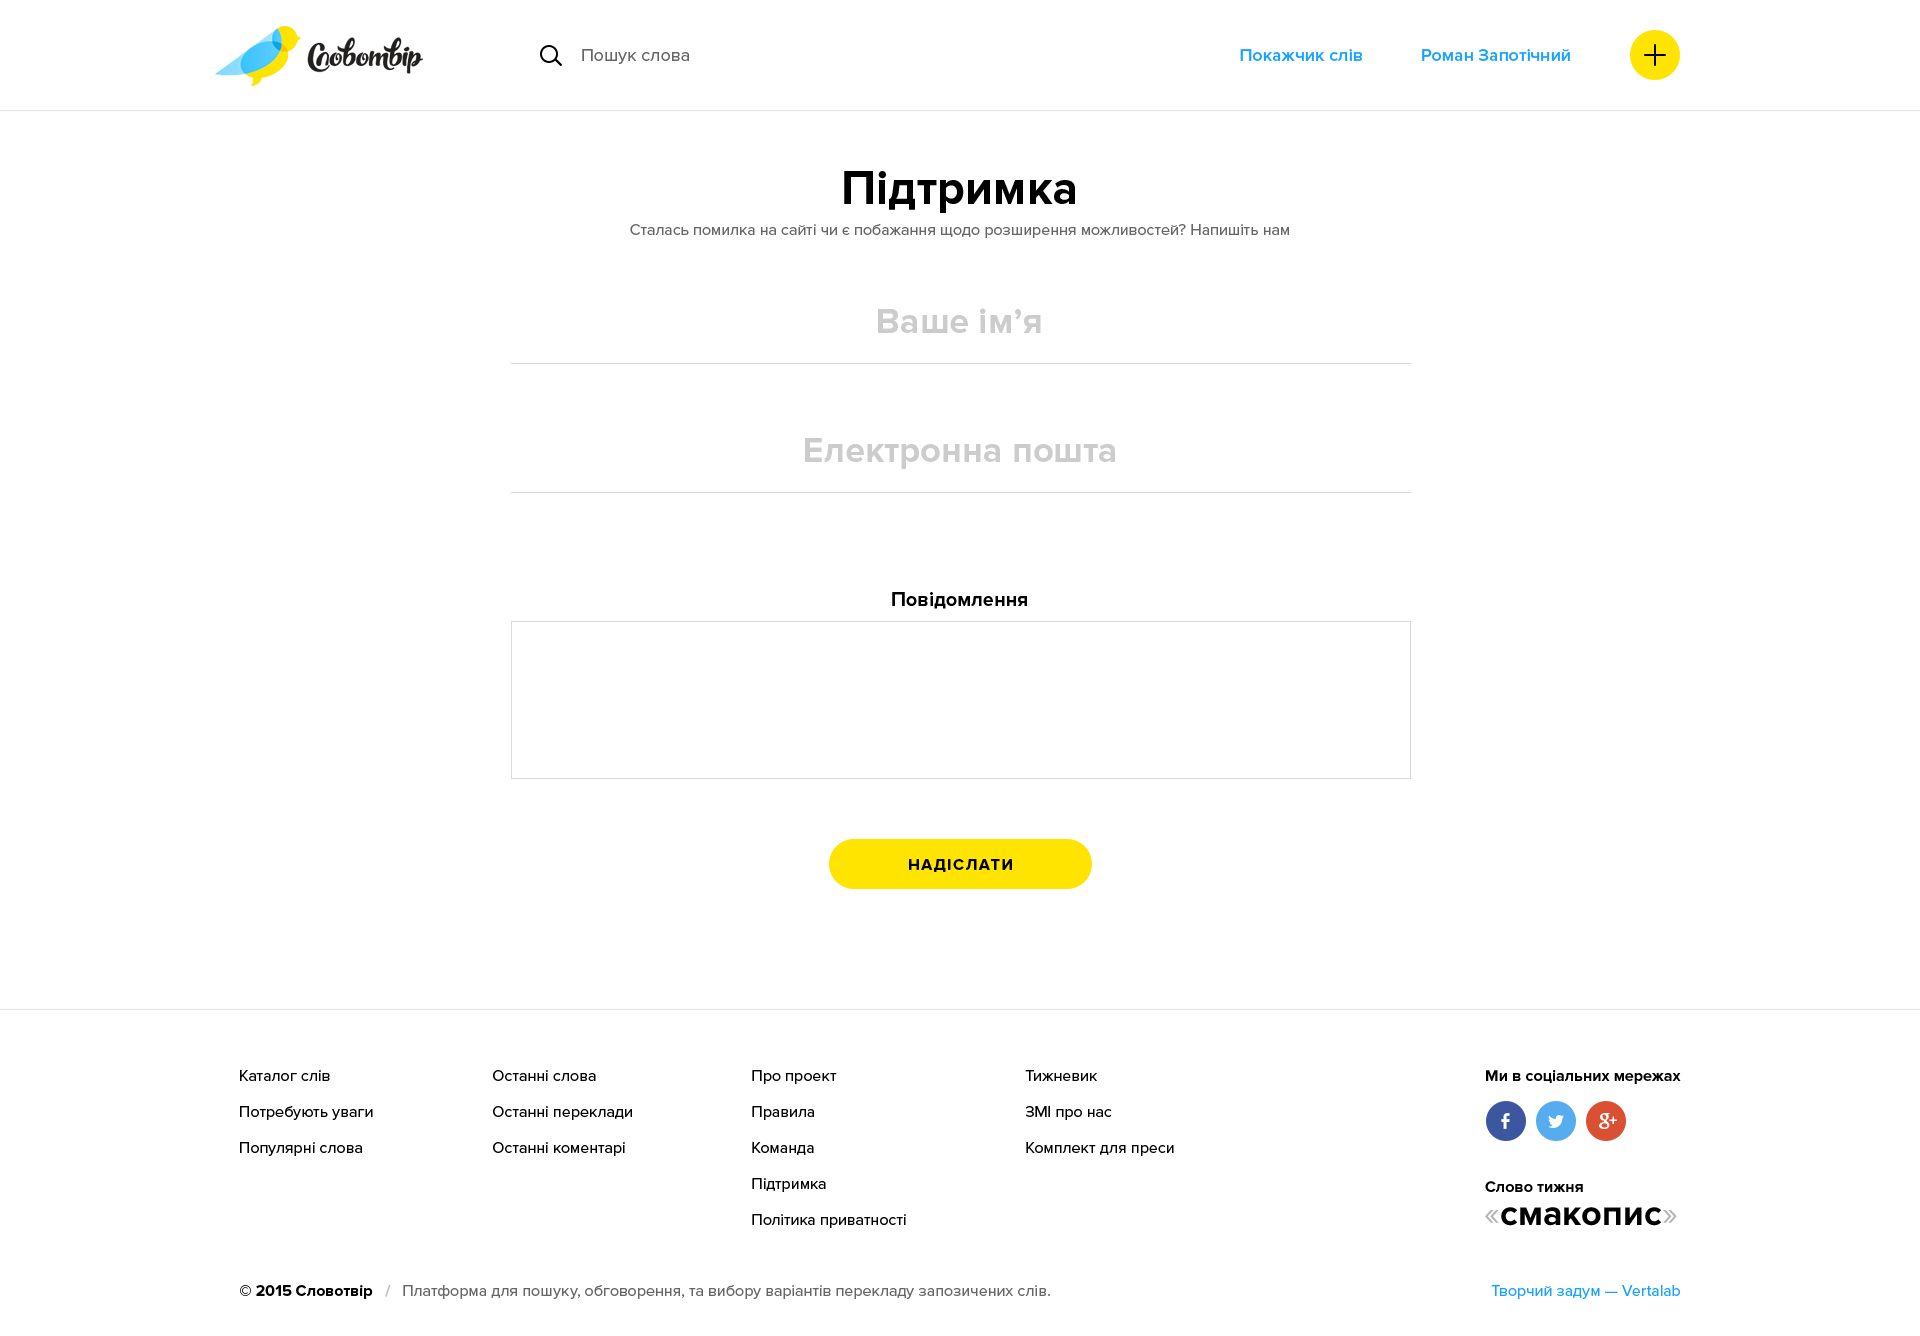 Словотвір
Пошук слова
Покажчик слів
Роман Запотічний
Підтримка
Сталась помилка на сайті чи є побажання щодо розширення можливостей? Напишіть нам
Ваше ім’я
Електронна пошта
Повідомлення
НАДІСЛАТИ
Каталог слів
Потребують уваги
Популярні слова
Останні слова
Останні переклади
Останні коментарі
Про проект
Правила
Команда
Підтримка
Політика приватності
Тижневик
ЗМІ про нас
Комплект для преси
Ми в соціальних мережах
f
g+
Слово тижня
«смакопис»
© 2015 Словотвір / Платформа для пошуку, обговорення, та вибору варіантів перекладу запозичених слів.
Творчий задум — Vertalab